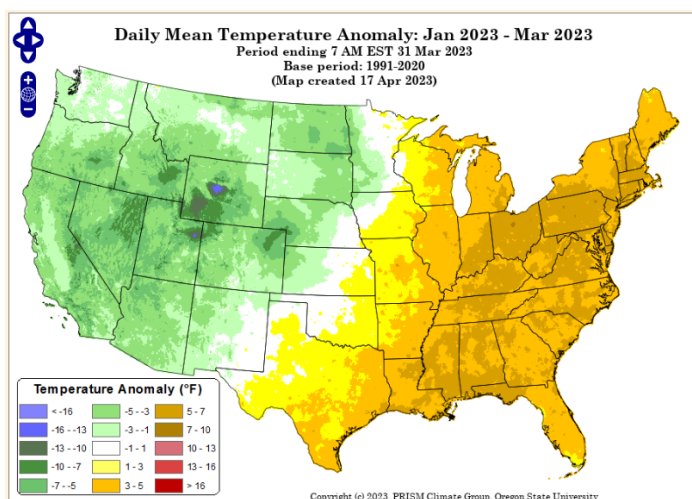 Daily Mean Temperature Anomaly: Jan 2023 - Mar 2023
Period ending 7 AM EST 31 Mar 2023
Base period: 1991-2020
(Map created 17 Apr 2023)
Temperature Anomaly (°F)
< -16
-16 - -13
-13 - -10
-10 - -7
-7 - -5
-5 - -3
-3 - -1
-1 - 1
1 - 3
3 - 5
5 - 7
7 - 10
10 - 13
13 - 16
> 16
Copyright (c) 2023, PRISM Climate Group, Oregon State University